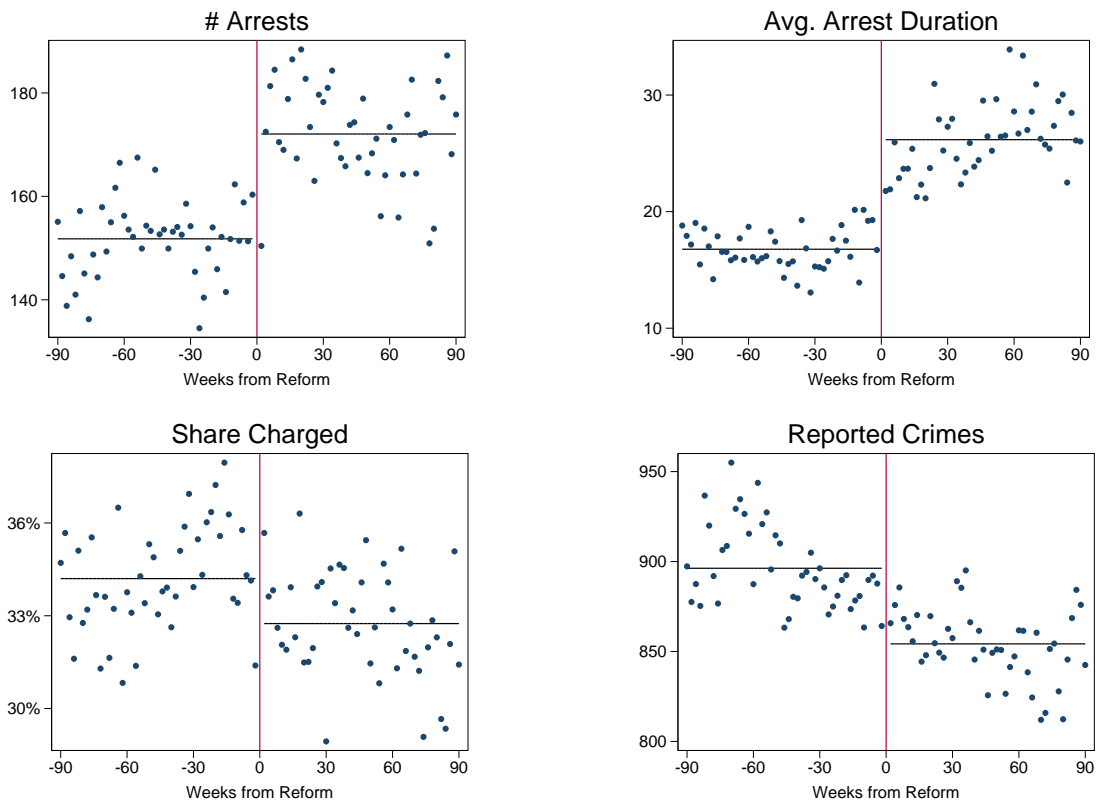 # Arrests
180
160
140
-90 -60 -30 0 30 60 90
Weeks from Reform
Avg. Arrest Duration
30
20
10
-90 -60 -30 0 30 60 90
Weeks from Reform
Share Charged
36%
33%
30%
-90 -60 -30 0 30 60 90
Weeks from Reform
Reported Crimes
950
900
850
800
-90 -60 -30 0 30 60 90
Weeks from Reform